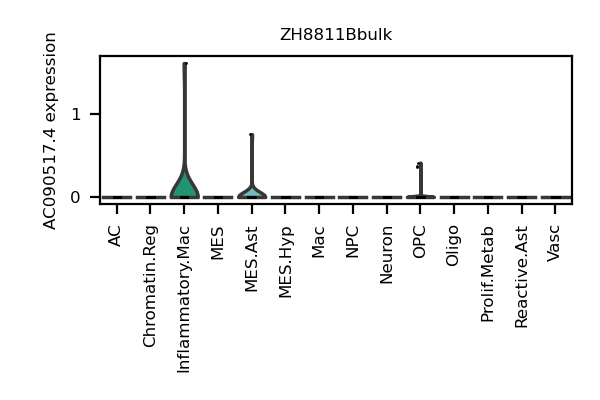 ZH8811Bbulk
AC090517.4 expression
1
0
AC
Chromatin.Reg
Inflammatory.Mac
MES
MES.Ast
MES.Hyp
Mac
NPC
Neuron
OPC
Oligo
Prolif.Metab
Reactive.Ast
Vasc